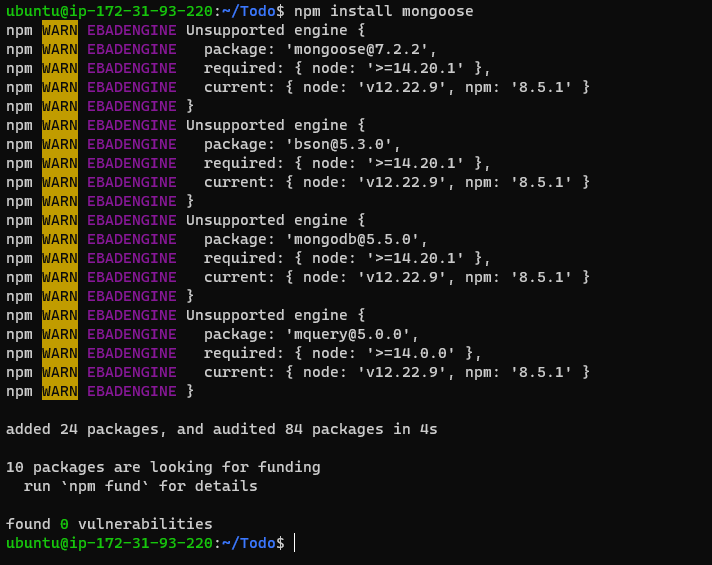 ubuntu@ip-172-31-93-220:~/Todo$ npm install mongoose
npm WARN EBADENGINE Unsupported engine {
npm WARN EBADENGINE   package: 'mongoose@7.2.2',
npm WARN EBADENGINE   required: { node: '>=14.20.1' },
npm WARN EBADENGINE   current: { node: 'v12.22.9', npm: '8.5.1' }
npm WARN EBADENGINE }
npm WARN EBADENGINE Unsupported engine {
npm WARN EBADENGINE   package: 'bson@5.3.0',
npm WARN EBADENGINE   required: { node: '>=14.20.1' },
npm WARN EBADENGINE   current: { node: 'v12.22.9', npm: '8.5.1' }
npm WARN EBADENGINE }
npm WARN EBADENGINE Unsupported engine {
npm WARN EBADENGINE   package: 'mongodb@5.5.0',
npm WARN EBADENGINE   required: { node: '>=14.20.1' },
npm WARN EBADENGINE   current: { node: 'v12.22.9', npm: '8.5.1' }
npm WARN EBADENGINE }
npm WARN EBADENGINE Unsupported engine {
npm WARN EBADENGINE   package: 'mquery@5.0.0',
npm WARN EBADENGINE   required: { node: '>=14.0.0' },
npm WARN EBADENGINE   current: { node: 'v12.22.9', npm: '8.5.1' }
npm WARN EBADENGINE }
added 24 packages, and audited 84 packages in 4s
10 packages are looking for funding
  run `npm fund` for details
found 0 vulnerabilities
ubuntu@ip-172-31-93-220:~/Todo$